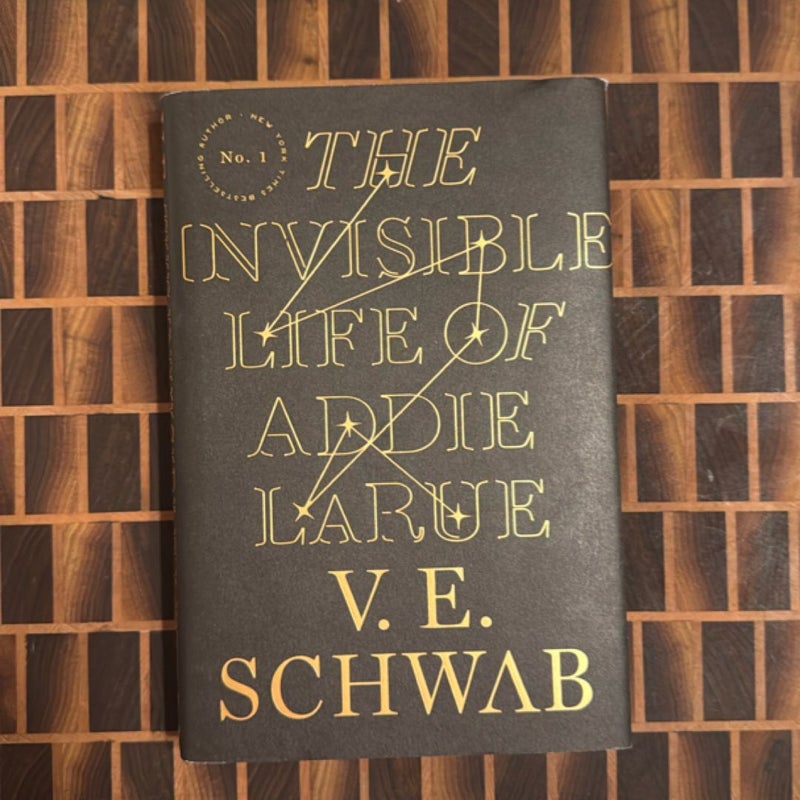 AUTHOR · NEW YORK TIMES BESTSELLING
No. 1
THE
INVISIBLE
LIFE OF
ADDIE
LARUE
V. E.
SCHWAB